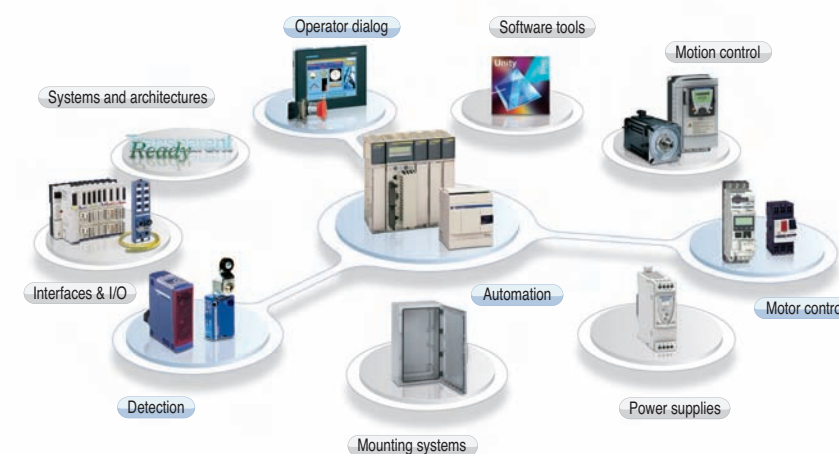 Operator dialog
Software tools
Motion control
Systems and architectures
Unity
Transparent
Ready
Interfaces & I/O
Automation
Motor contro
Detection
Power supplies
Mounting systems